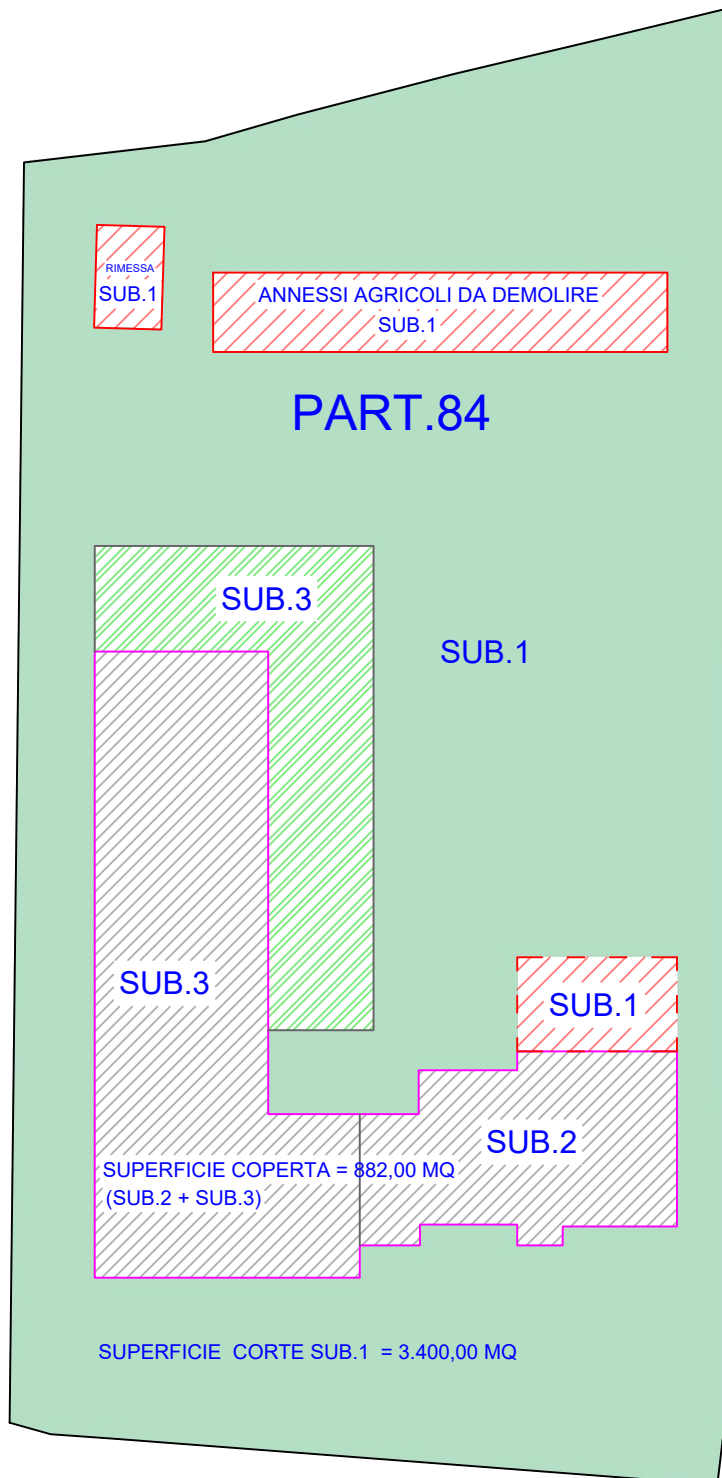 RIMESSA
SUB.1
ANNESSI AGRICOLI DA DEMOLIRE
SUB.1
PART.84
SUB.3
SUB.1
SUB.3
SUB.1
SUB.2
SUPERFICIE COPERTA = 882,00 MQ
(SUB.2 + SUB.3)
SUPERFICIE  CORTE SUB.1  = 3.400,00 MQ